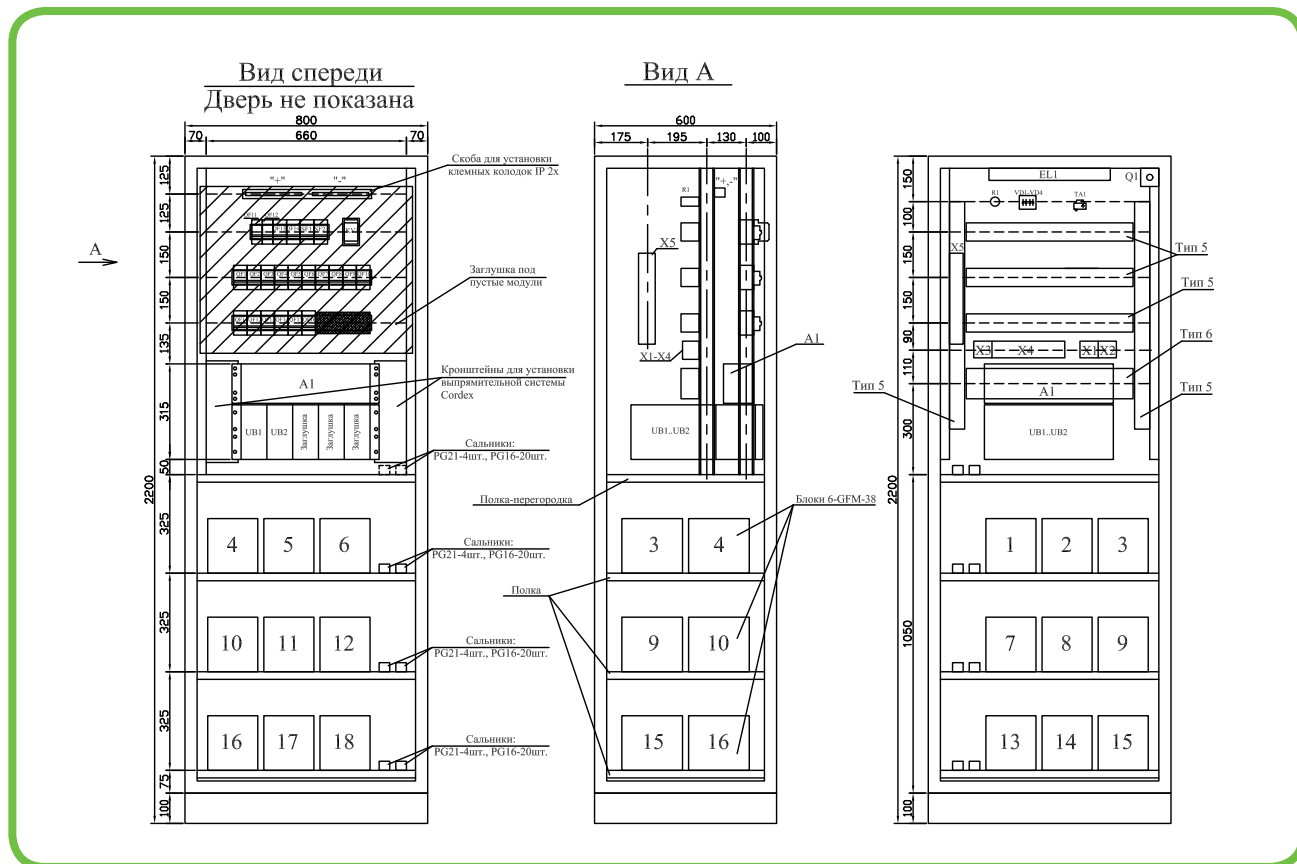 Вид спереди
Дверь не показана
800
70
660
70
Скоба для установки
клемных колодок IP 2x
"+"
"-"
QF11
QF12
Заглушка под
пустые модули
А
A1
UB1
UB2
Заглушка
Заглушка
Заглушка
Кронштейны для установки
выпрямительной системы
Cordex
Сальники:
PG21-4шт., PG16-20шт.
4
5
6
Сальники:
PG21-4шт., PG16-20шт.
10
11
12
Сальники:
PG21-4шт., PG16-20шт.
16
17
18
Сальники:
PG21-4шт., PG16-20шт.
125
125
150
150
135
315
50
2200
325
325
325
75
100
Вид А
600
175
195
130
100
R1
"+,-"
X5
X1-X4
A1
UB1..UB2
Полка-перегородка
Блоки 6-GFM-38
3
4
Полка
9
10
15
16
150
100
150
150
90
110
300
2200
1050
100
EL1
Q1
R1
VD1-VD4
TA1
X5
Тип 5
Тип 5
X3
X4
X1
X2
Тип 6
Тип 5
A1
Тип 5
UB1..UB2
1
2
3
7
8
9
13
14
15